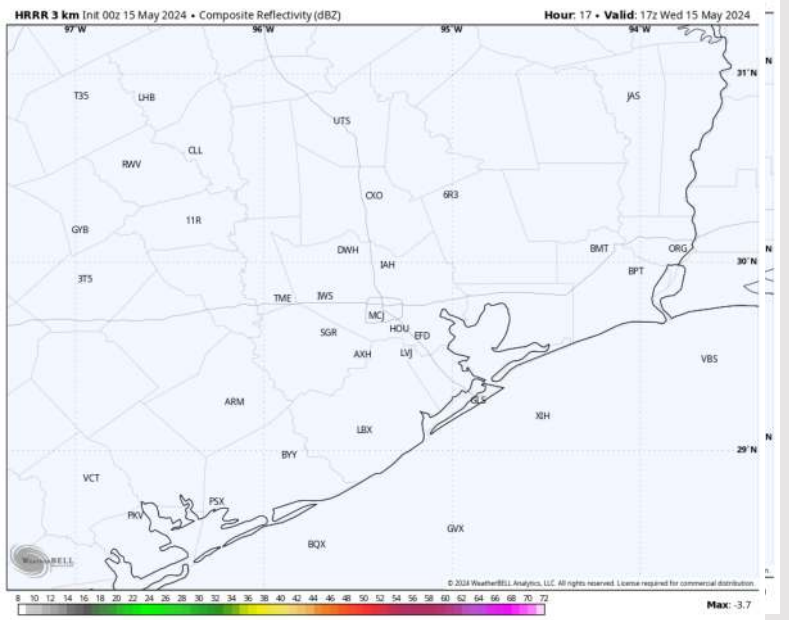 HRRR 3 km Init 00z 15 May 2024 • Composite Reflectivity (dBZ) Hour: 17 • Valid: 17z Wed 15 May 2024
97°W 96°W 95°W 94°W
N
31°N
T35 LHB JAS
UTS
CLL
RWV
CXO 6R3
11R
GYB
DWH BMT ORG N
IAH 30°N
BPT
3T5
TME IWS
MCJ
SGR HOU EFD
AXH LVJ
VBS
ARM GLS
XIH
LBX
N
BYY 29°N
VCT
PSX
PKV
GVX
BQX
WeatherBELL
© 2024 WeatherBELL Analytics, LLC. All rights reserved. License required for commercial distribution.
8 10 12 14 16 18 20 22 24 26 28 30 32 34 36 38 40 42 44 46 48 50 52 54 56 58 60 62 64 66 68 70 72
Max: -3.7